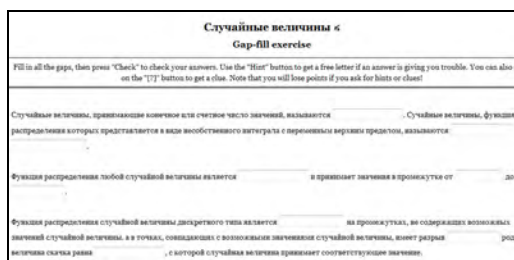 Случайные величины 6
Gap-fill exercise
Fill in all the gaps, then press "Check" to check your answers. Use the "Hint" button to get a free letter if an answer is giving you trouble. You can also
on the "[?]" button to get a clue. Note that you will lose points if you ask for hints or clues!
Случайные величины, принимающие конечное или счетное число значений, называются . Сучайные величины, функция
распределения которых представляется в виде несобственного интеграла с переменным верхним пределом, называются
.
Функция распределения любой случайной величины является и принимает значения в промежутке от до
.
Функция распределения случайной величины дискретного типа является на промежутках, не содержащих возможных
значений случайной величины, а в точках, совпадающих с возможными значениями случайной величины, имеет разрыв род
величина скачка равна , с которой случайная величина принимает соответствующее значение.